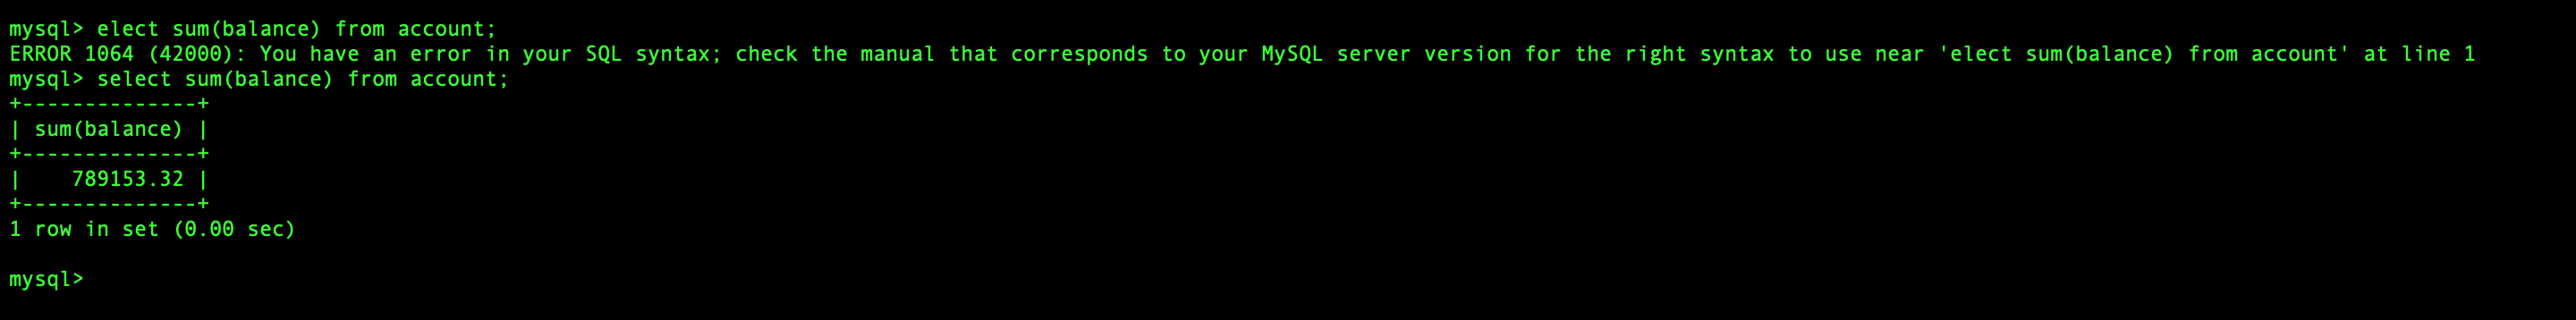 mysql> elect sum(balance) from account;
ERROR 1064 (42000): You have an error in your SQL syntax; check the manual that corresponds to your MySQL server version for the right syntax to use near 'elect sum(balance) from account' at line 1
mysql> select sum(balance) from account;
+--------------+
| sum(balance) |
+--------------+
|    789153.32 |
+--------------+
1 row in set (0.00 sec)
mysql>